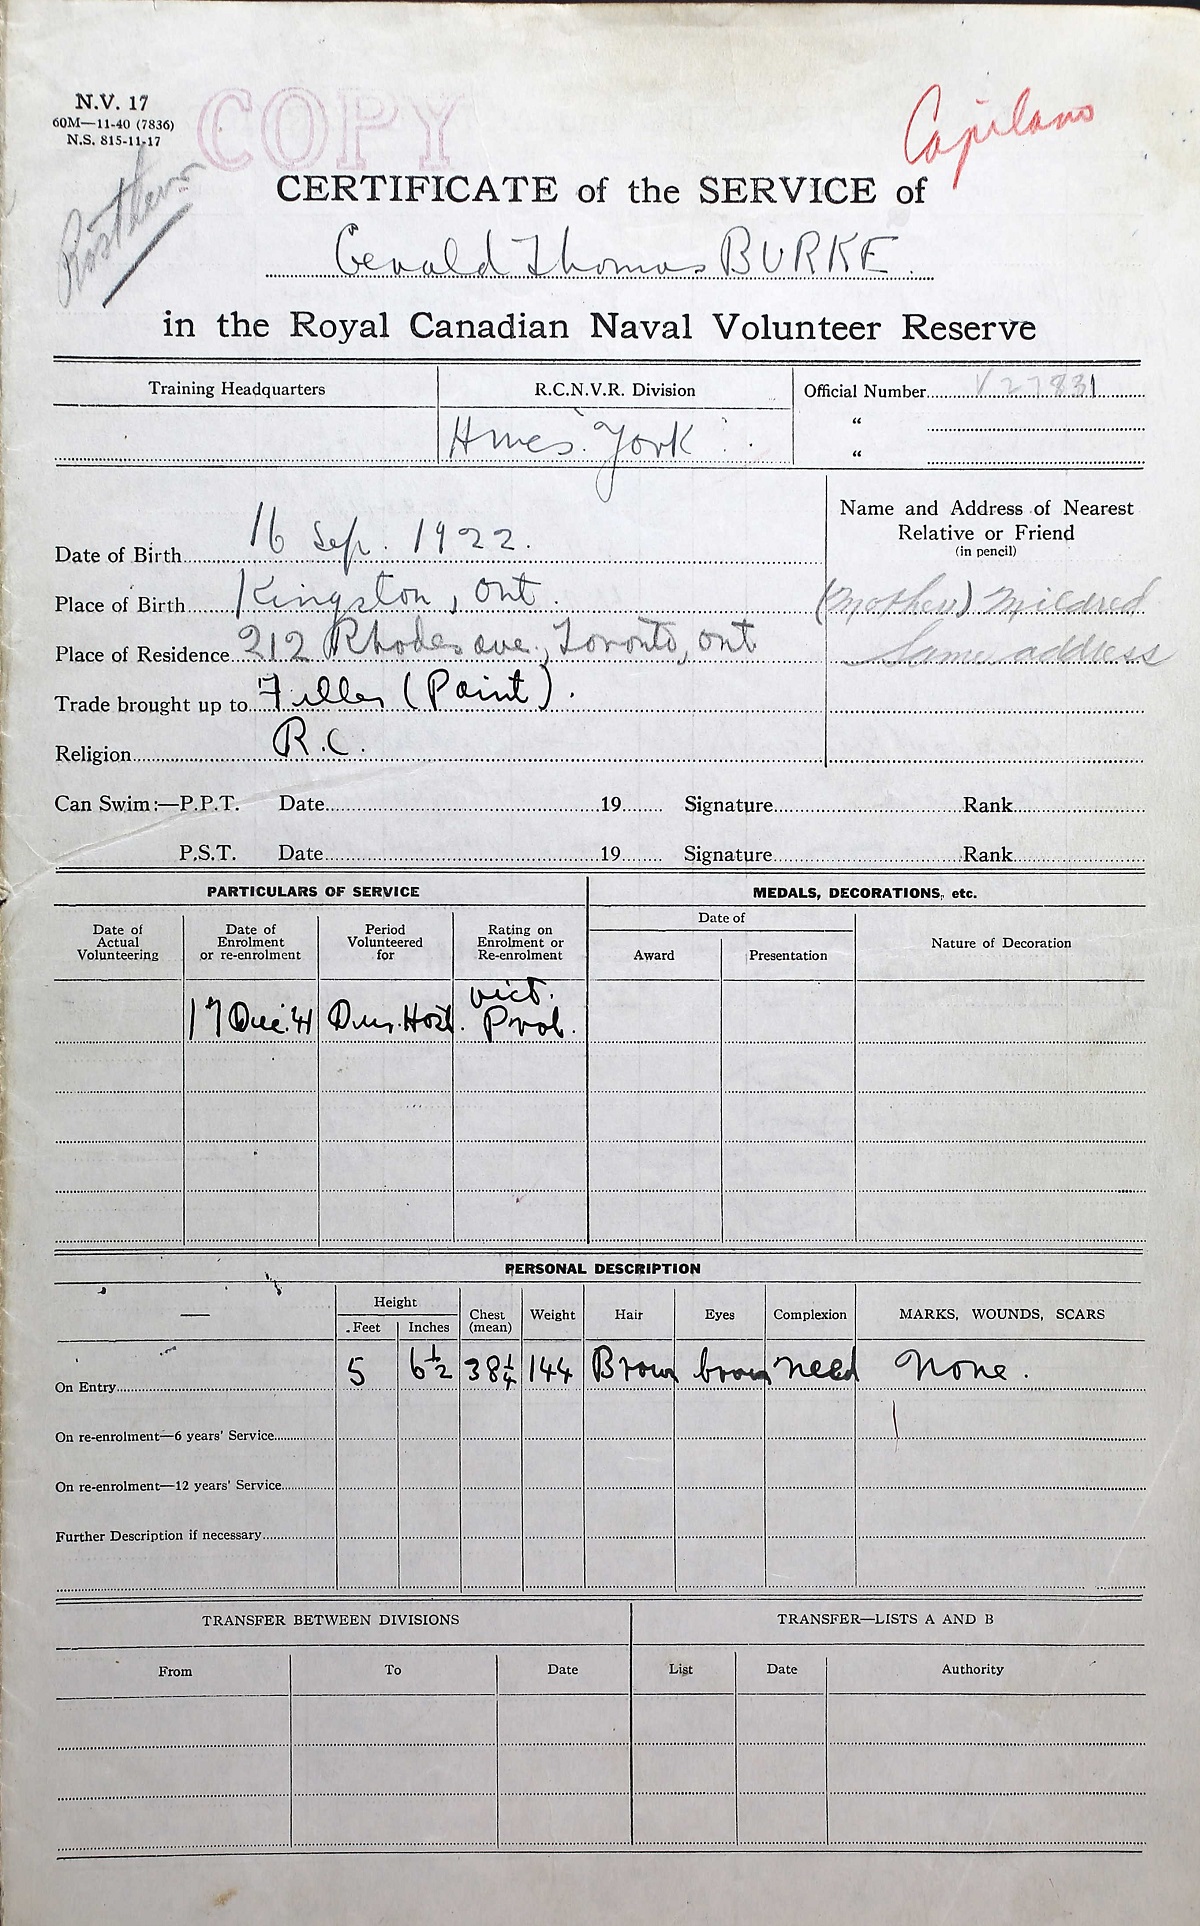 N.V. 17
60M—11-40 (7836)
N.S. 815-11-17
COPY
Capilano
Rosthern
CERTIFICATE of the SERVICE of
Gerald Thomas BURKE
in the Royal Canadian Naval Volunteer Reserve
Training Headquarters
R.C.N.V.R. Division
Official Number V 27831
"
"
Hmcs. "York"
Name and Address of Nearest
Relative or Friend
(in pencil)
Date of Birth 16 Sep. 1922.
Place of Birth Kingston, Ont.
(Mother) Mildred
Place of Residence 212 Rhodes ave., Toronto, Ont
Same address
Trade brought up to Filler (Paint).
Religion R.C.
Can Swim:—P.P.T. Date 19 Signature Rank
P.S.T. Date 19 Signature Rank
PARTICULARS OF SERVICE
MEDALS, DECORATIONS, etc.
Date of
Actual
Volunteering
Date of
Enrolment
or re-enrolment
Period
Volunteered
for
Rating on
Enrolment or
Re-enrolment
Date of
Award
Presentation
Nature of Decoration
17 Dec. 41 Dur. Host. Vict. Prob.
PERSONAL DESCRIPTION
—
Height
Feet Inches
Chest
(mean)
Weight
Hair
Eyes
Complexion
MARKS, WOUNDS, SCARS
On Entry 5 6½ 38¼ 144 Brown brown med None.
On re-enrolment—6 years' Service
On re-enrolment—12 years' Service
Further Description if necessary
TRANSFER BETWEEN DIVISIONS
TRANSFER—LISTS A AND B
From To Date List Date Authority